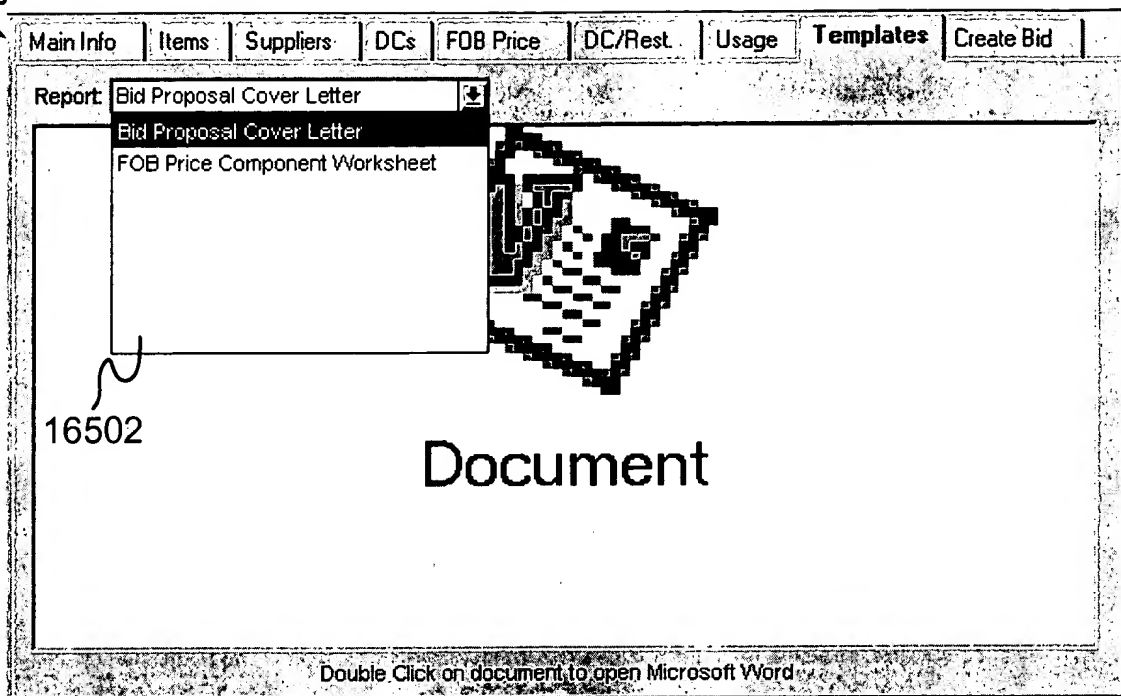 Main Info Items Suppliers DCs FOB Price DC/Rest. Usage Templates Create Bid
Report: Bid Proposal Cover Letter
Bid Proposal Cover Letter
FOB Price Component Worksheet
16502
Document
Double Click on document to open Microsoft Word